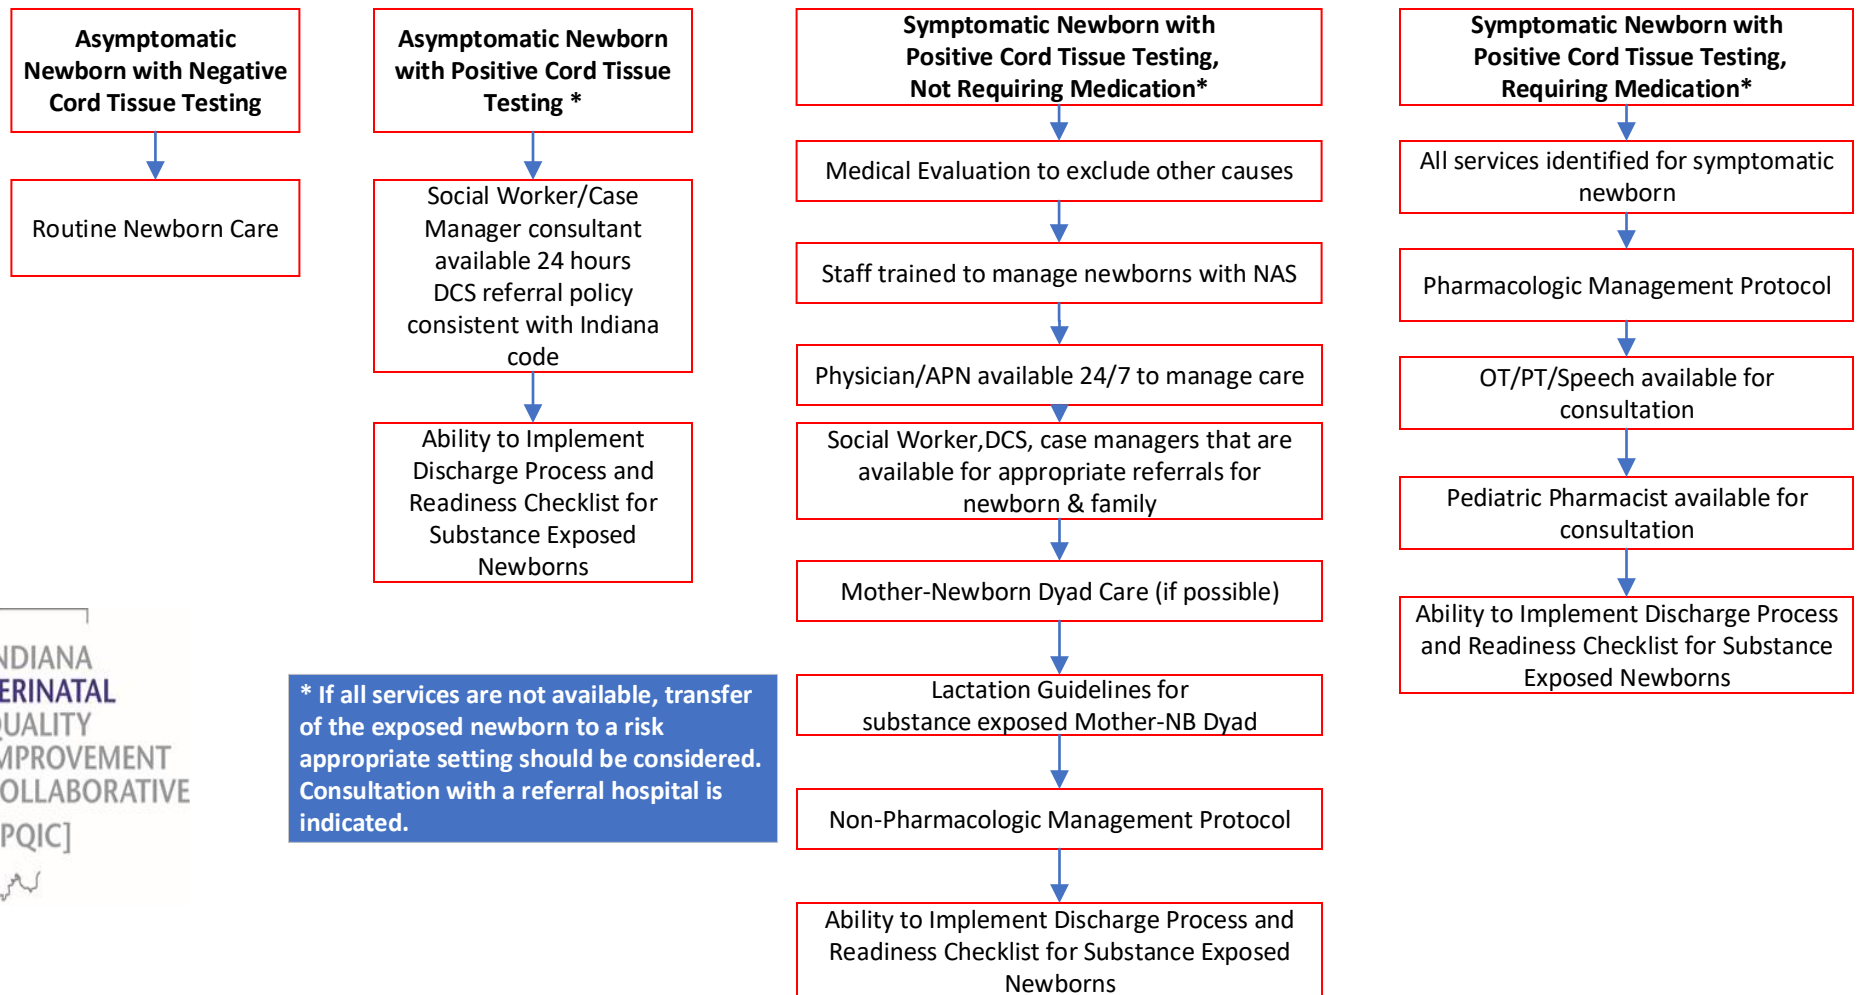 Asymptomatic
Newborn with Negative
Cord Tissue Testing
Routine Newborn Care
Asymptomatic Newborn
with Positive Cord Tissue
Testing *
Social Worker/Case
Manager consultant
available 24 hours
DCS referral policy
consistent with Indiana
code
Ability to Implement
Discharge Process and
Readiness Checklist for
Substance Exposed
Newborns
Symptomatic Newborn with
Positive Cord Tissue Testing,
Not Requiring Medication*
Medical Evaluation to exclude other causes
Staff trained to manage newborns with NAS
Physician/APN available 24/7 to manage care
Social Worker,DCS, case managers that are
available for appropriate referrals for
newborn & family
Mother-Newborn Dyad Care (if possible)
Lactation Guidelines for
substance exposed Mother-NB Dyad
Non-Pharmacologic Management Protocol
Ability to Implement Discharge Process and
Readiness Checklist for Substance Exposed
Newborns
Symptomatic Newborn with
Positive Cord Tissue Testing,
Requiring Medication*
All services identified for symptomatic
newborn
Pharmacologic Management Protocol
OT/PT/Speech available for
consultation
Pediatric Pharmacist available for
consultation
Ability to Implement Discharge Process
and Readiness Checklist for Substance
Exposed Newborns
NDIANA
ERINATAL
QUALITY
MPROVEMENT
OLLABORATIVE
PQIC]
* If all services are not available, transfer
of the exposed newborn to a risk
appropriate setting should be considered.
Consultation with a referral hospital is
indicated.